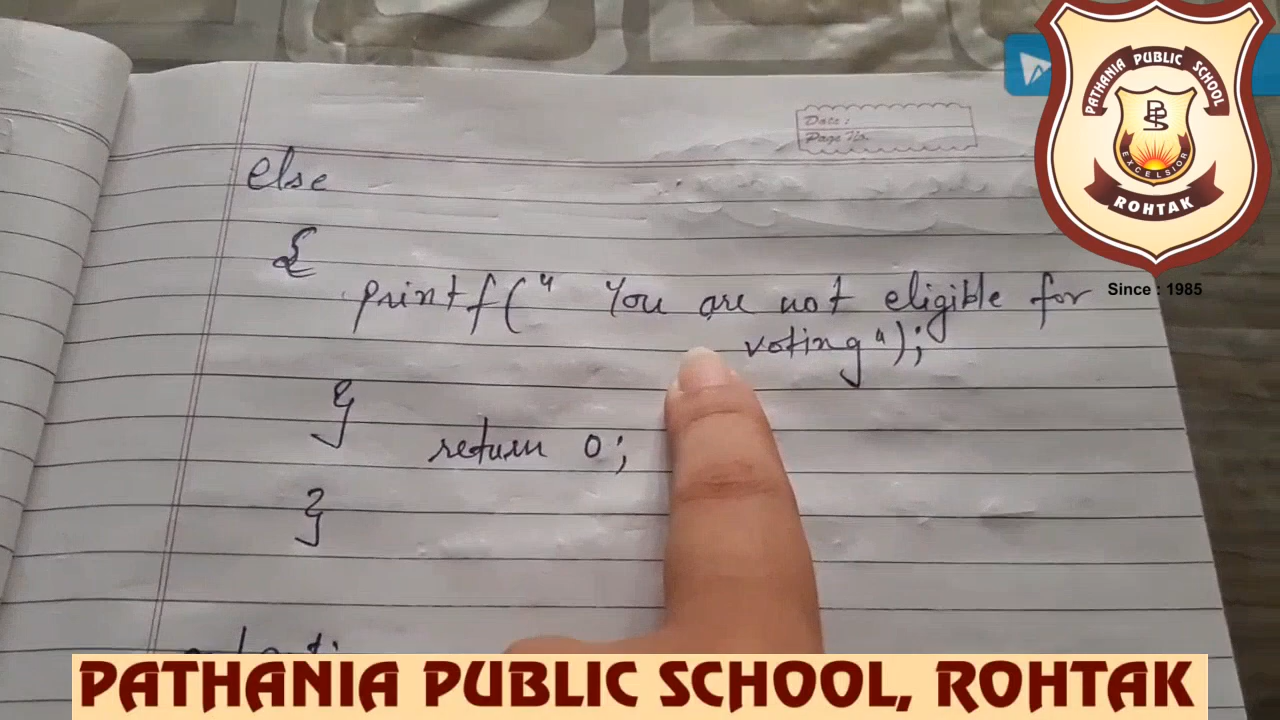 Date :
Page No.
else
{
printf(" You are not eligible for
voting");
}
return 0;
}
PATHANIA PUBLIC SCHOOL
PPS
EXCELSIOR
ROHTAK
Since : 1985
PATHANIA PUBLIC SCHOOL, ROHTAK